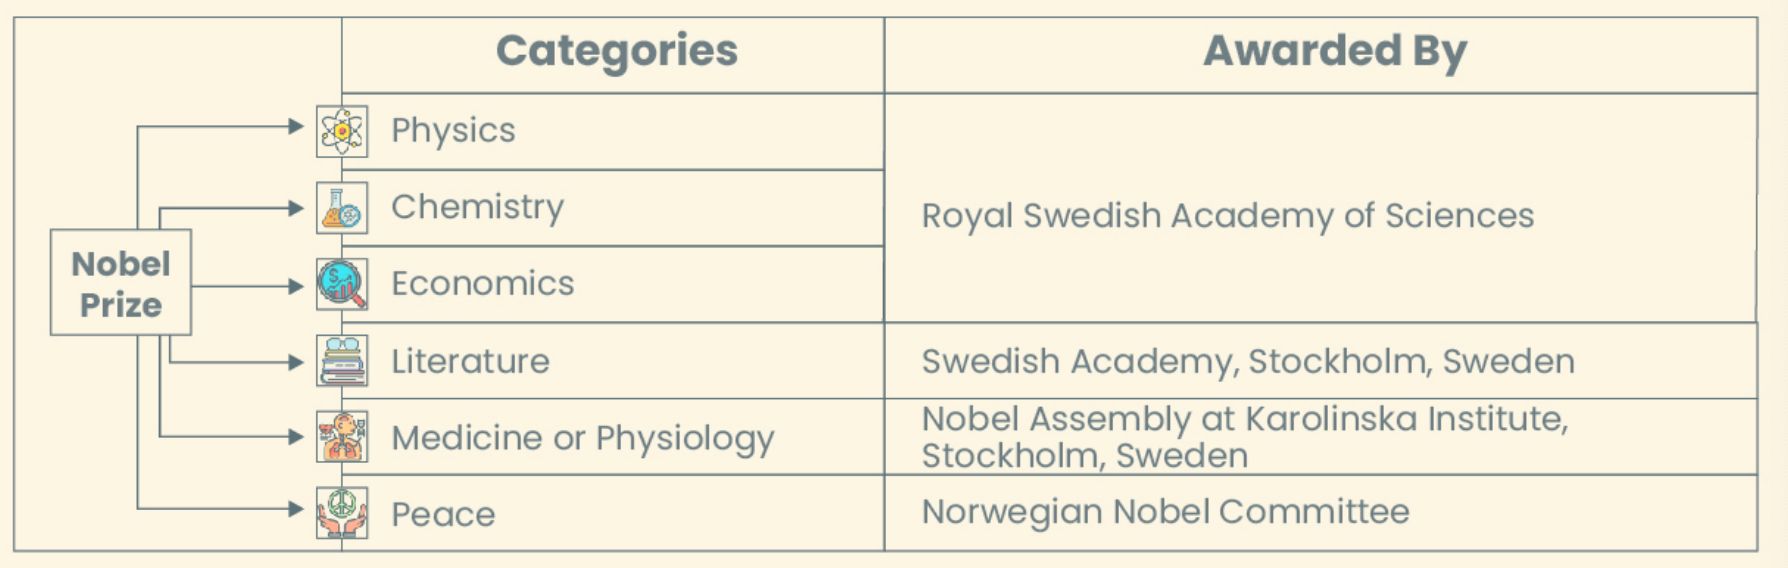 Categories
Awarded By
Nobel
Prize
Physics
Chemistry
Economics
Royal Swedish Academy of Sciences
Literature
Swedish Academy, Stockholm, Sweden
Medicine or Physiology
Nobel Assembly at Karolinska Institute,
Stockholm, Sweden
Peace
Norwegian Nobel Committee